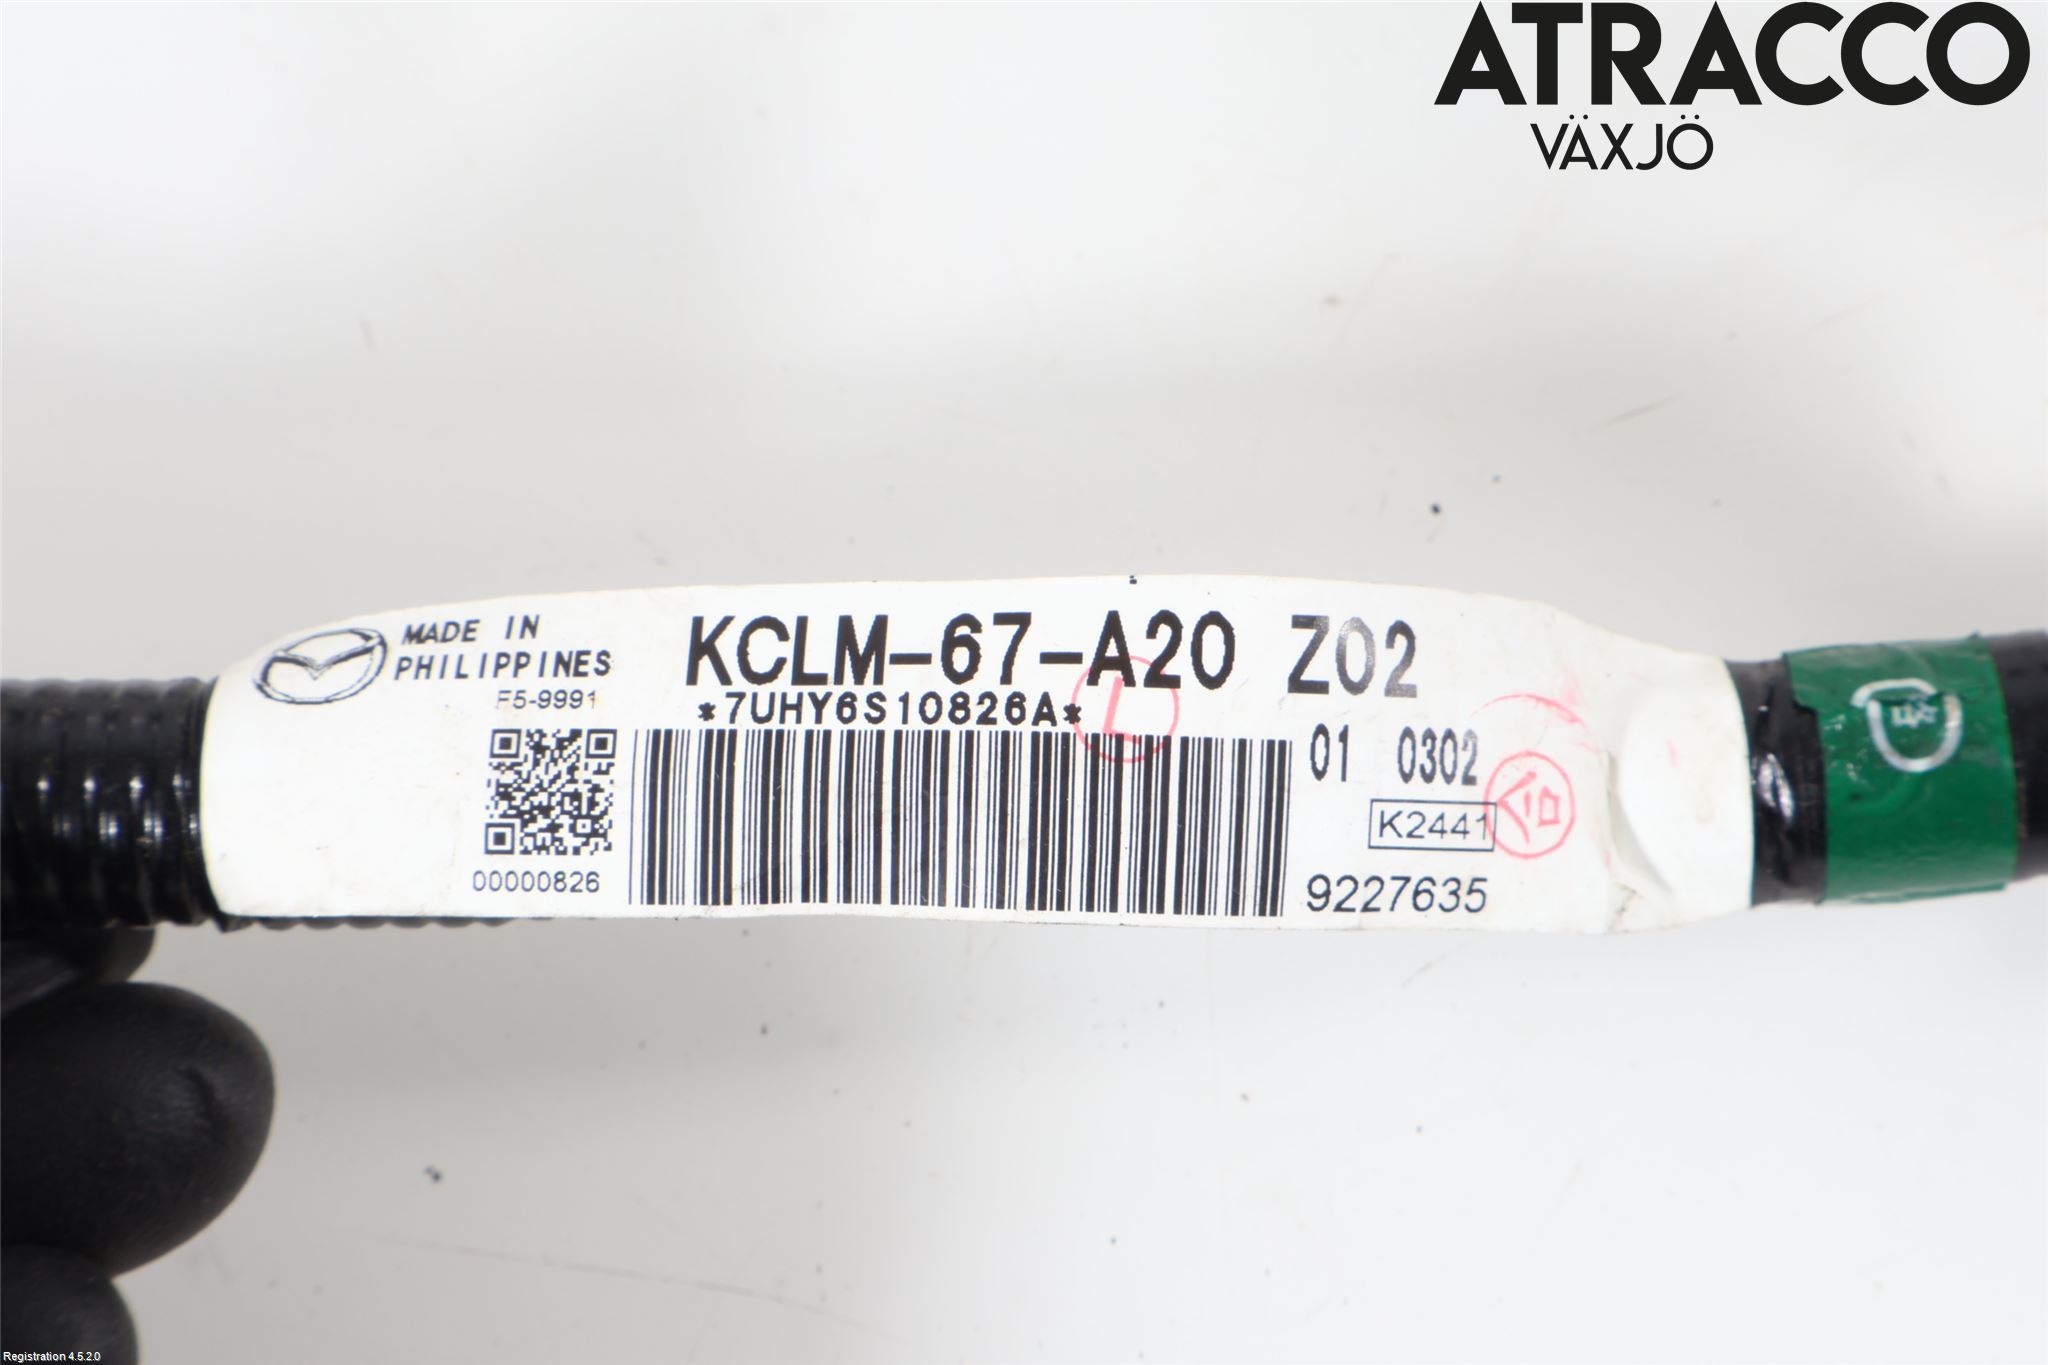 ATRACCO
VÄXJÖ
MADE IN
PHILIPPINES
F5-9991
KCLM-67-A20 Z02
*7UHY6S10826A*
L
01 0302
K2441
合
9227635
00000826
Registration 4.5.2.0